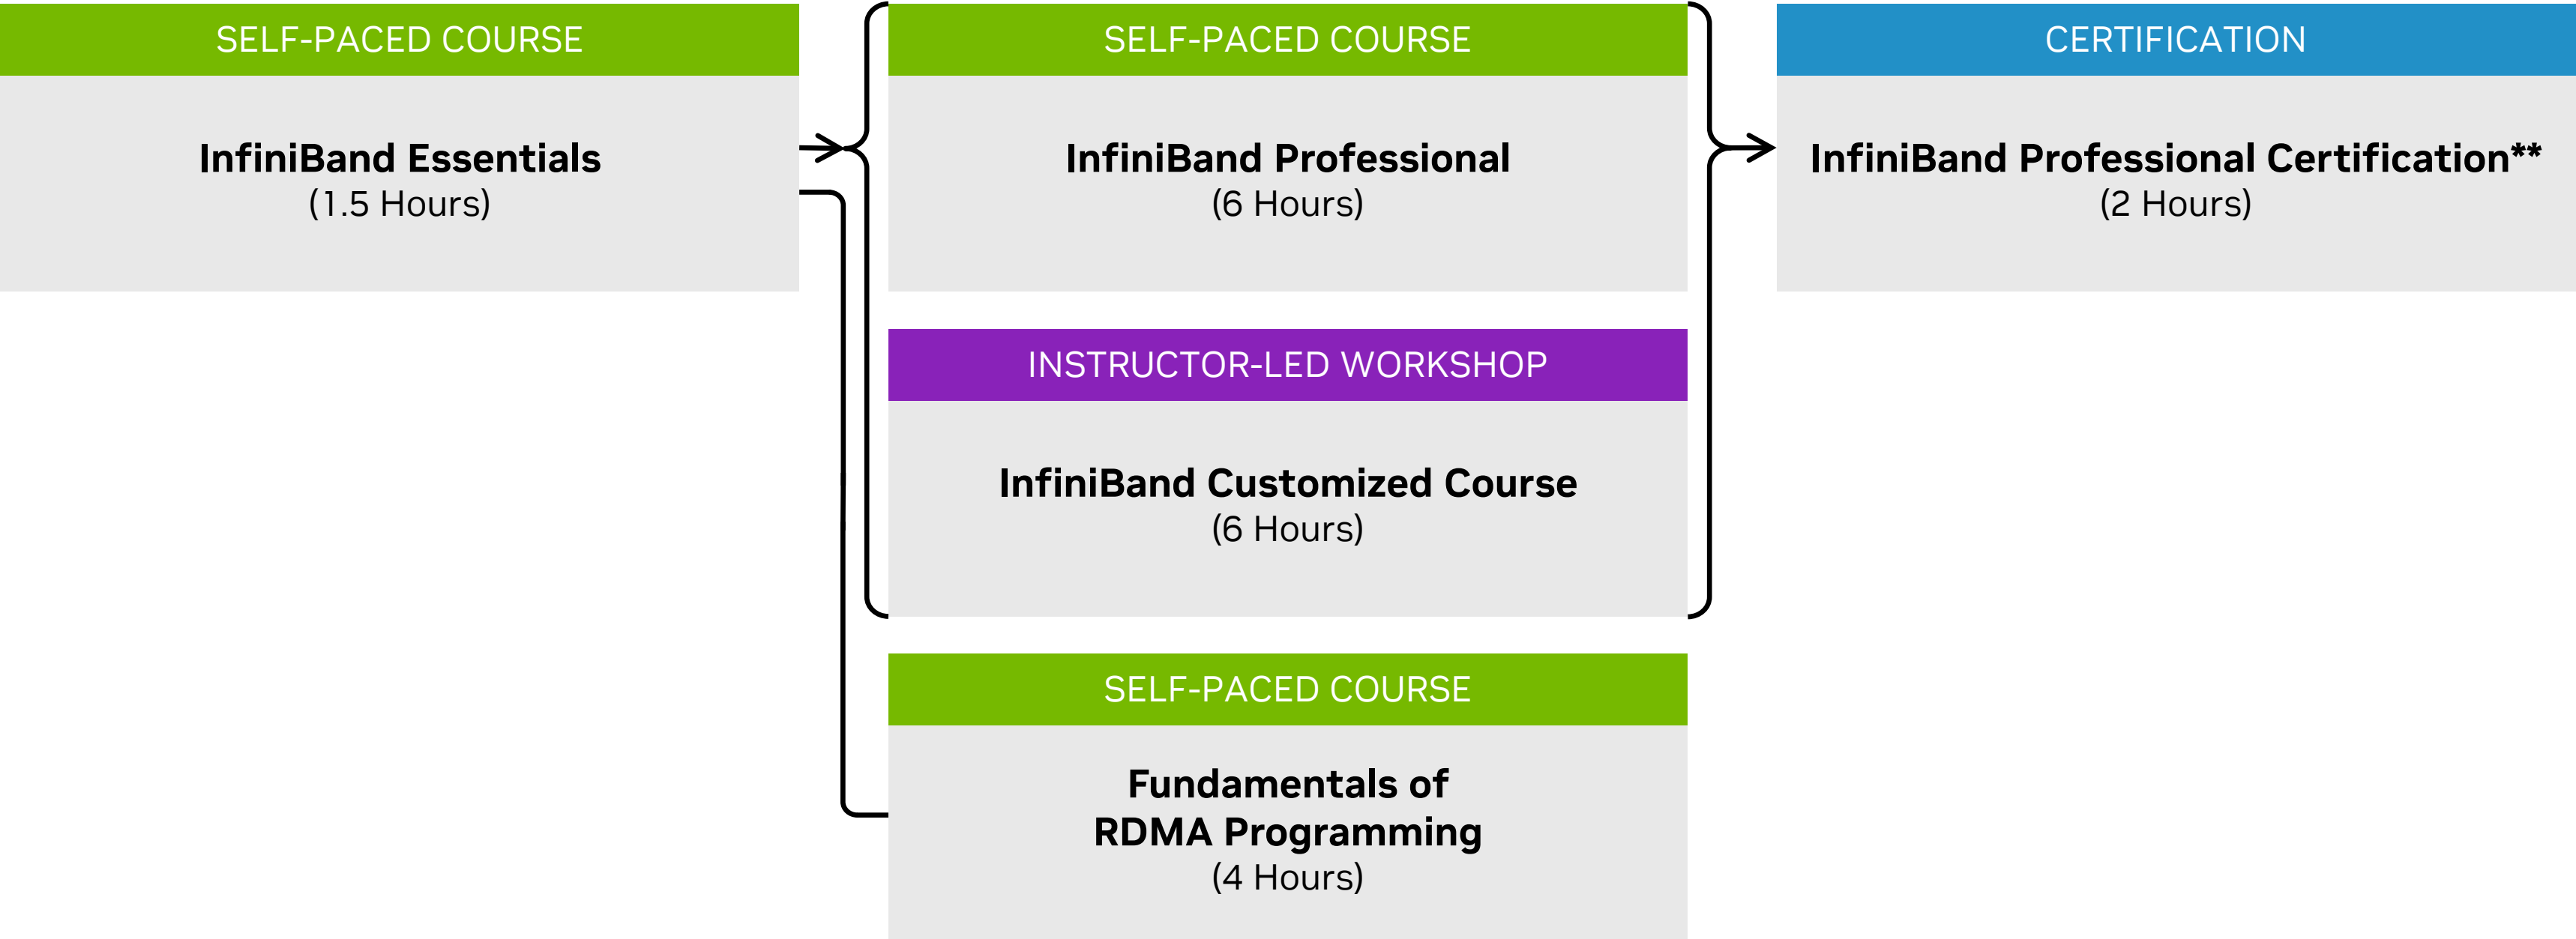 SELF-PACED COURSE
InfiniBand Essentials
(1.5 Hours)
SELF-PACED COURSE
InfiniBand Professional
(6 Hours)
CERTIFICATION
InfiniBand Professional Certification**
(2 Hours)
INSTRUCTOR-LED WORKSHOP
InfiniBand Customized Course
(6 Hours)
SELF-PACED COURSE
Fundamentals of
RDMA Programming
(4 Hours)